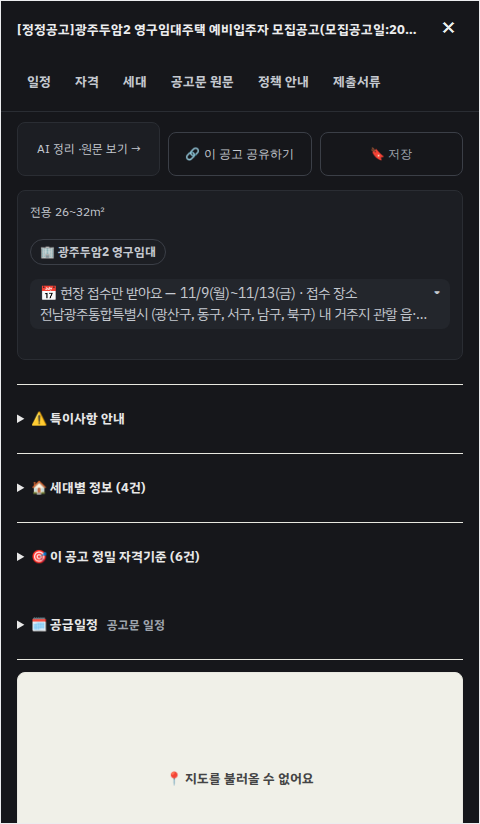 [정정공고]광주두암2 영구임대주택 예비입주자 모집공고(모집공고일:20...
일정 자격 세대 공고문 원문 정책 안내 제출서류
AI 정리 ·원문 보기 →
이 공고 공유하기
저장
전용 26~32m²
광주두암2 영구임대
현장 접수만 받아요 — 11/9(월)~11/13(금) · 접수 장소
전남광주통합특별시 (광산구, 동구, 서구, 남구, 북구) 내 거주지 관할 읍·...
특이사항 안내
세대별 정보 (4건)
이 공고 정밀 자격기준 (6건)
공급일정 공고문 일정
지도를 불러올 수 없어요